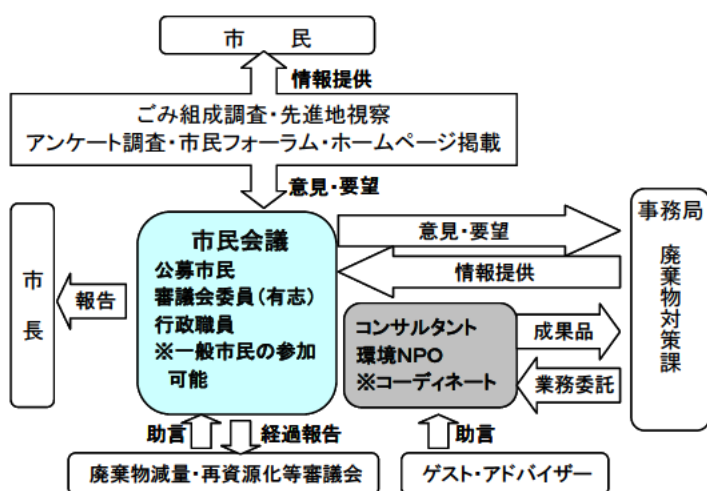 市　　民
情報提供
ごみ組成調査・先進地視察
アンケート調査・市民フォーラム・ホームページ掲載
意見・要望
市民会議
公募市民
審議会委員(有志)
行政職員
※一般市民の参加
可能
市長
報告
意見・要望
情報提供
事務局
廃棄物対策課
コンサルタント
環境NPO
※コーディネート
成果品
業務委託
助言
経過報告
助言
廃棄物減量・再資源化等審議会
ゲスト・アドバイザー